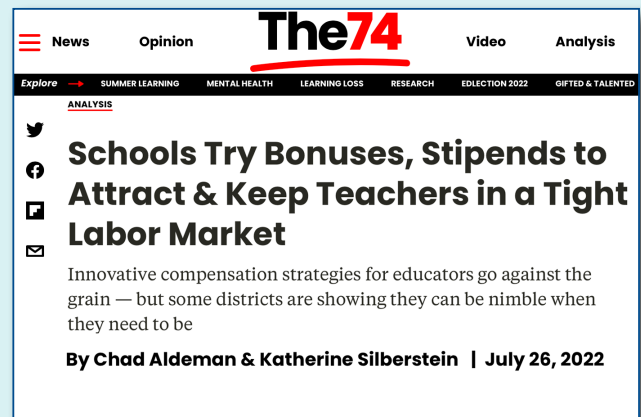 News Opinion The74 Video Analysis
Explore SUMMER LEARNING MENTAL HEALTH LEARNING LOSS RESEARCH EDLECTION 2022 GIFTED & TALENTED
ANALYSIS
Schools Try Bonuses, Stipends to
Attract & Keep Teachers in a Tight
Labor Market
Innovative compensation strategies for educators go against the
grain — but some districts are showing they can be nimble when
they need to be
By Chad Aldeman & Katherine Silberstein | July 26, 2022